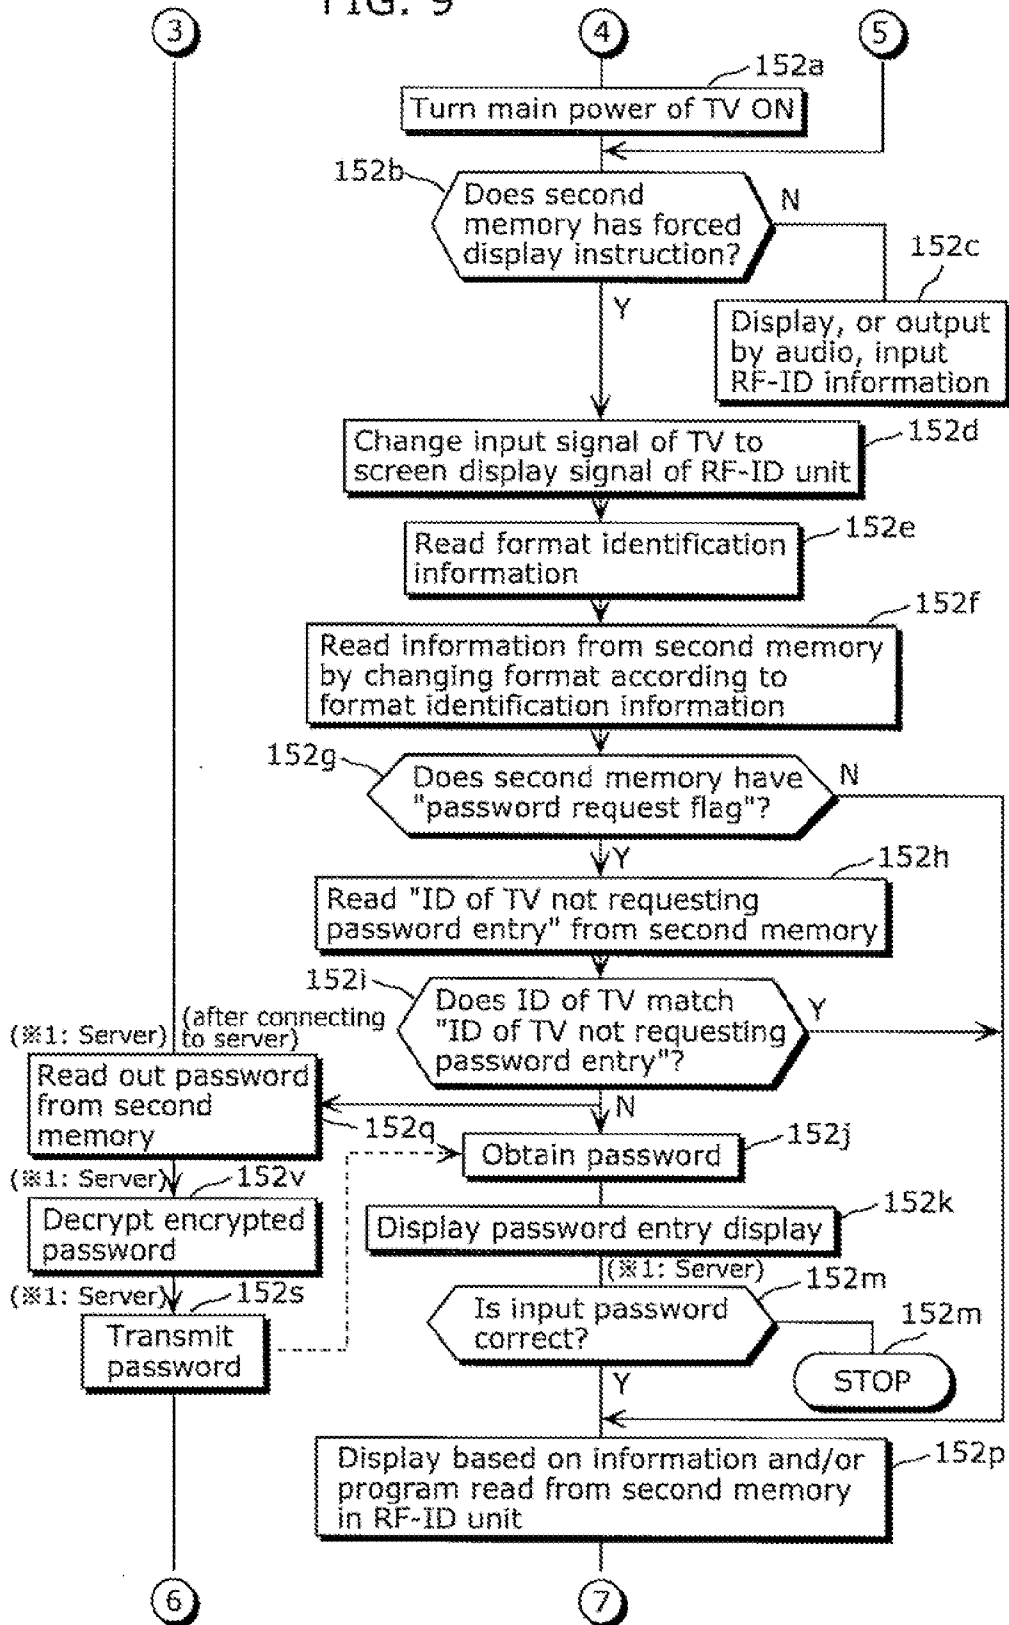 FIG. 9
3
4
5
152a
Turn main power of TV ON
152b
Does second
memory has forced
display instruction?
N
Y
152c
Display, or output
by audio, input
RF-ID information
152d
Change input signal of TV to
screen display signal of RF-ID unit
152e
Read format identification
information
152f
Read information from second memory
by changing format according to
format identification information
152g
Does second memory have
"password request flag"?
N
Y
152h
Read "ID of TV not requesting
password entry" from second memory
152i
Does ID of TV match
"ID of TV not requesting
password entry"?
Y
N
(※1: Server)
(after connecting
to server)
Read out password
from second
memory
152q
152j
Obtain password
(※1: Server)
152v
Decrypt encrypted
password
152k
Display password entry display
(※1: Server)
152m
Is input password
correct?
152m
STOP
Y
(※1: Server)
152s
Transmit
password
152p
Display based on information and/or
program read from second memory
in RF-ID unit
6
7